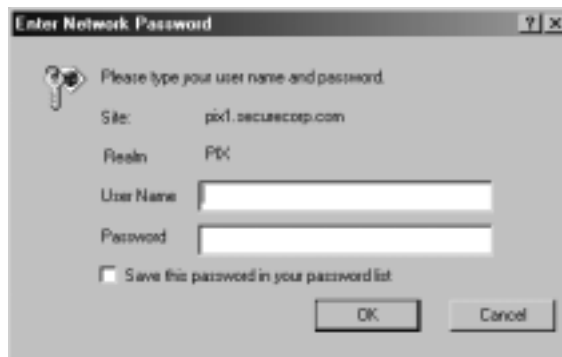 Enter Network Password
Please type your user name and password.
Site: pix1.securecorp.com
Realm PIX
User Name
Password
Save this password in your password list
OK Cancel